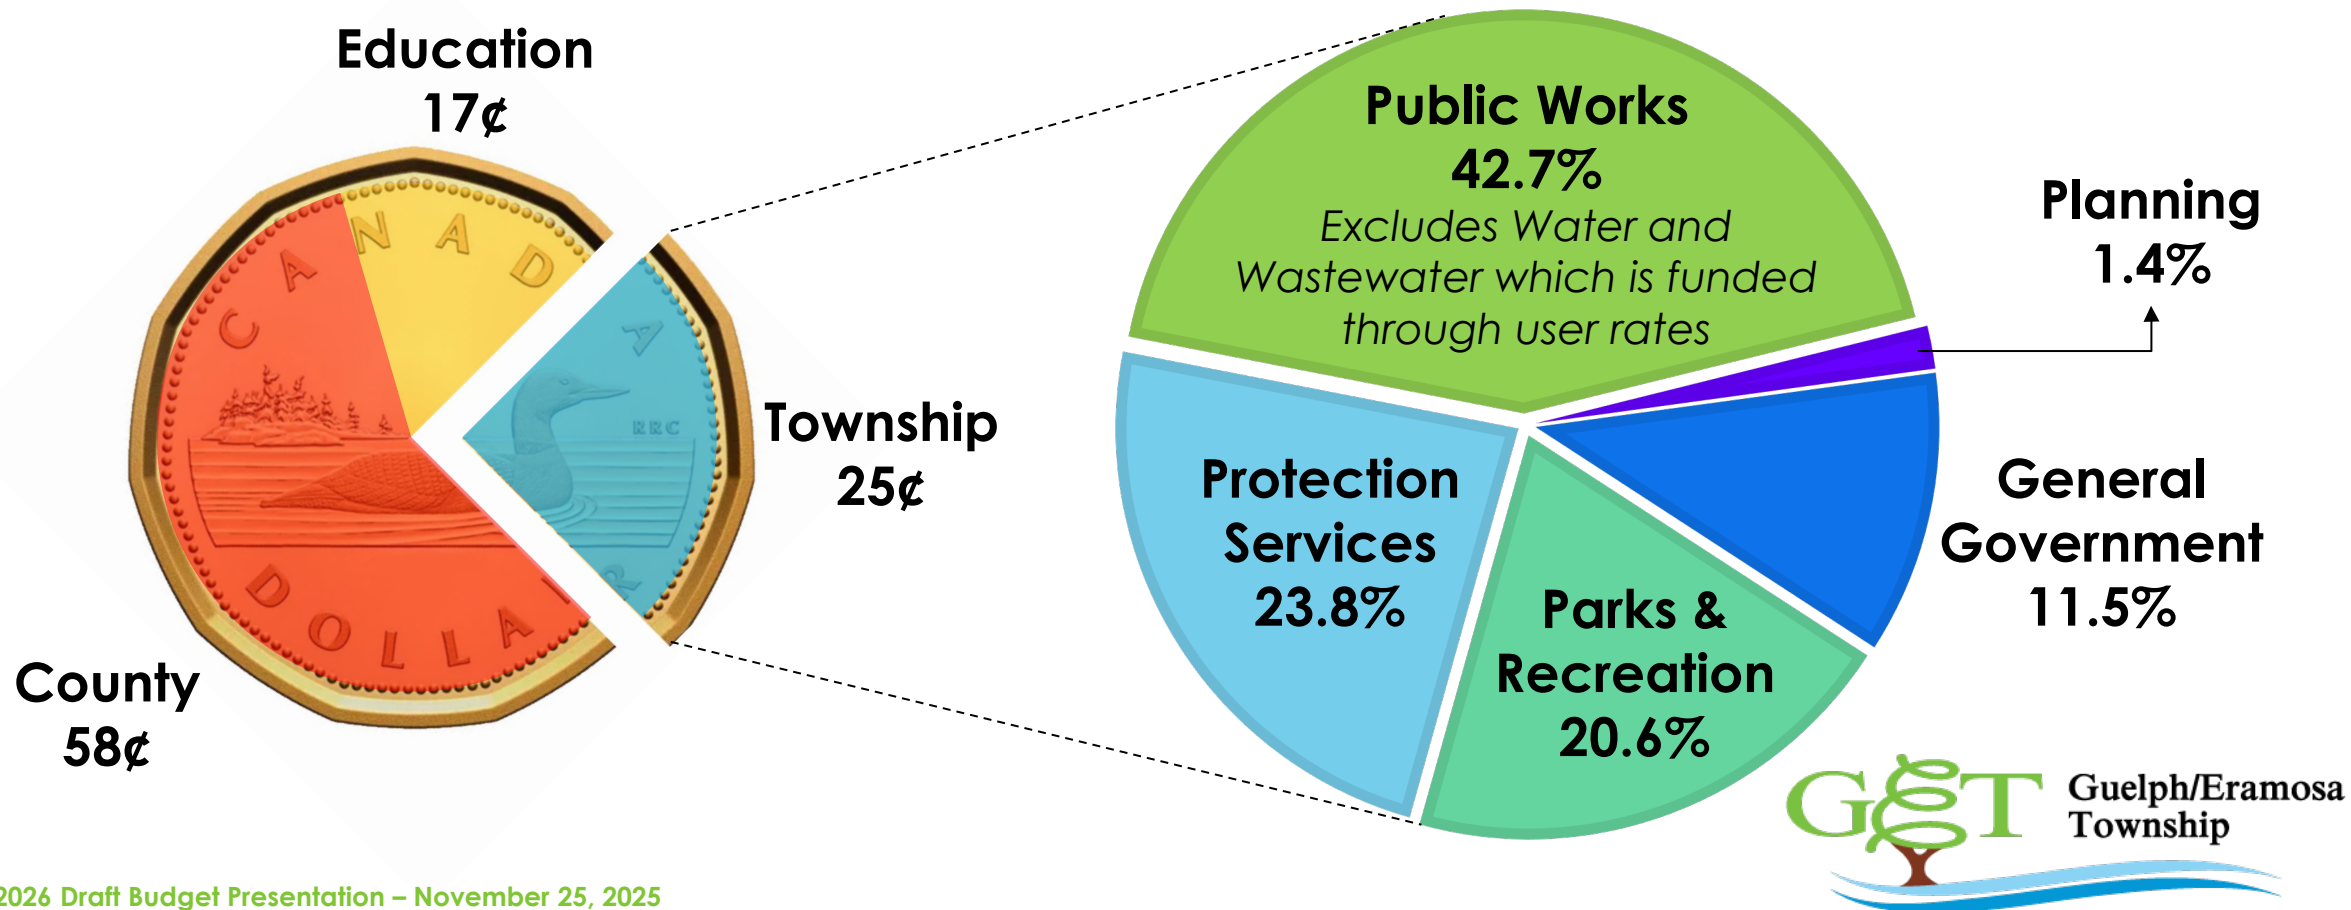 Education
17¢
Township
25¢
County
58¢
CANADA
DOLLAR
RRC
Public Works
42.7%
Excludes Water and
Wastewater which is funded
through user rates
Planning
1.4%
General
Government
11.5%
Parks &
Recreation
20.6%
Protection
Services
23.8%
GET
Guelph/Eramosa
Township
2026 Draft Budget Presentation – November 25, 2025